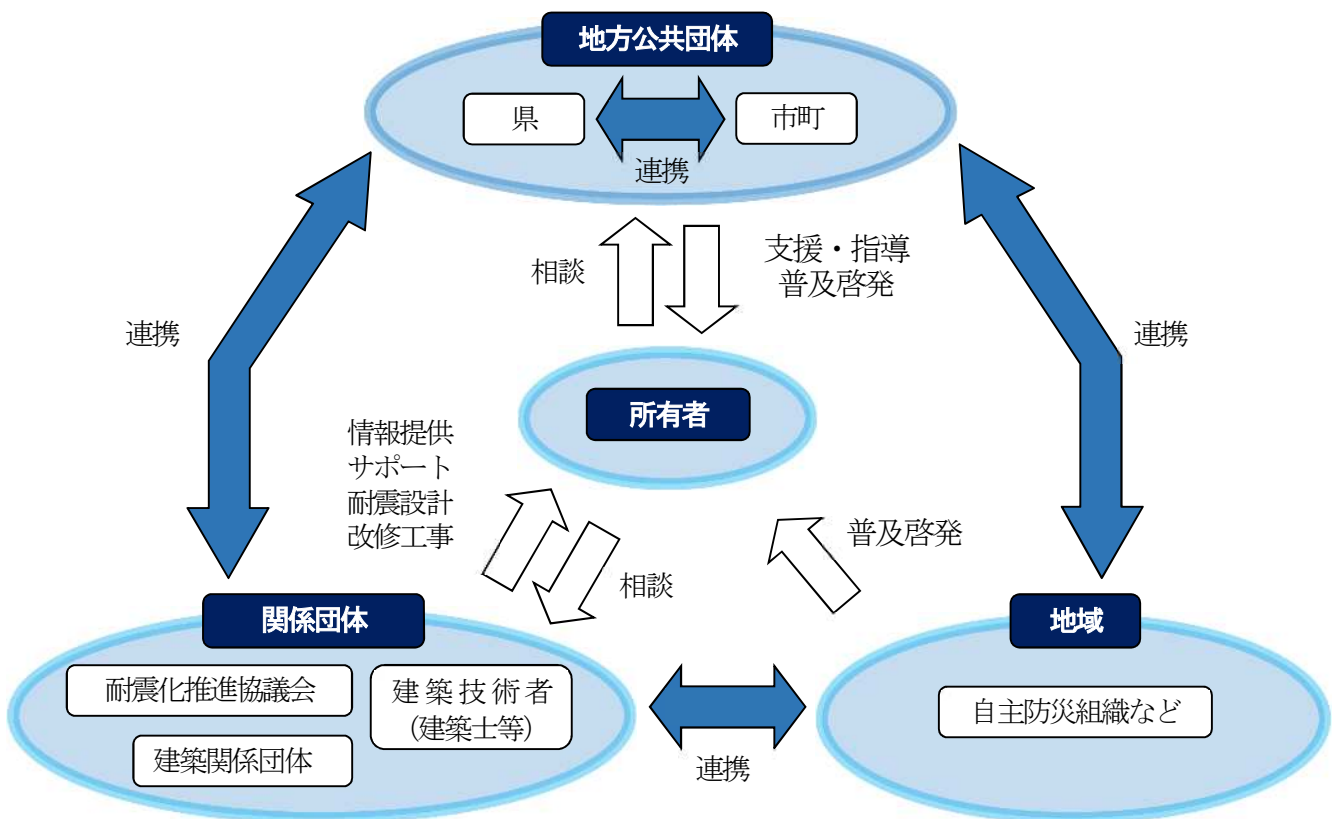 地方公共団体
県
市町
連携
相談
支援・指導
普及啓発
連携
連携
所有者
情報提供
サポート
耐震設計
改修工事
普及啓発
相談
関係団体
耐震化推進協議会
建築技術者
(建築士等)
建築関係団体
連携
地域
自主防災組織など